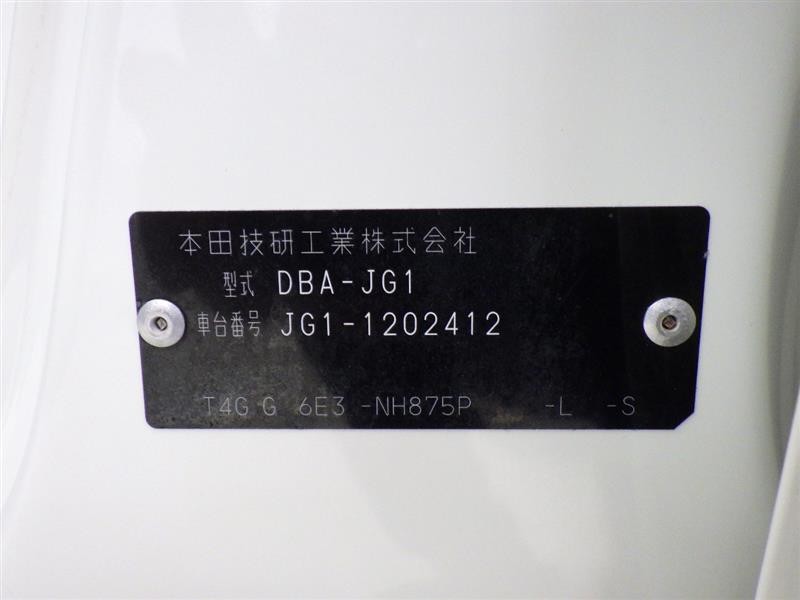 本田技研工業株式会社
型式 DBA-JG1
車台番号 JG1-1202412
T4G G 6E3 -NH875P -L -S